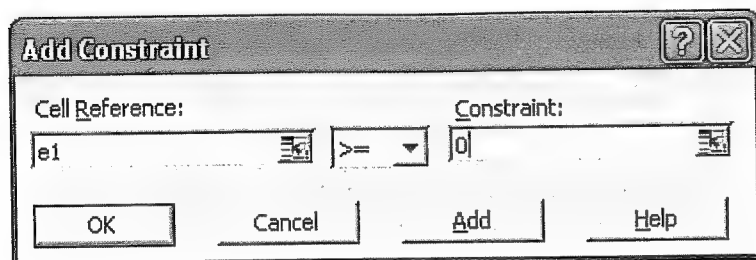 Add Constraint ?
Cell Reference: Constraint:
e1 >= 0
OK Cancel Add Help